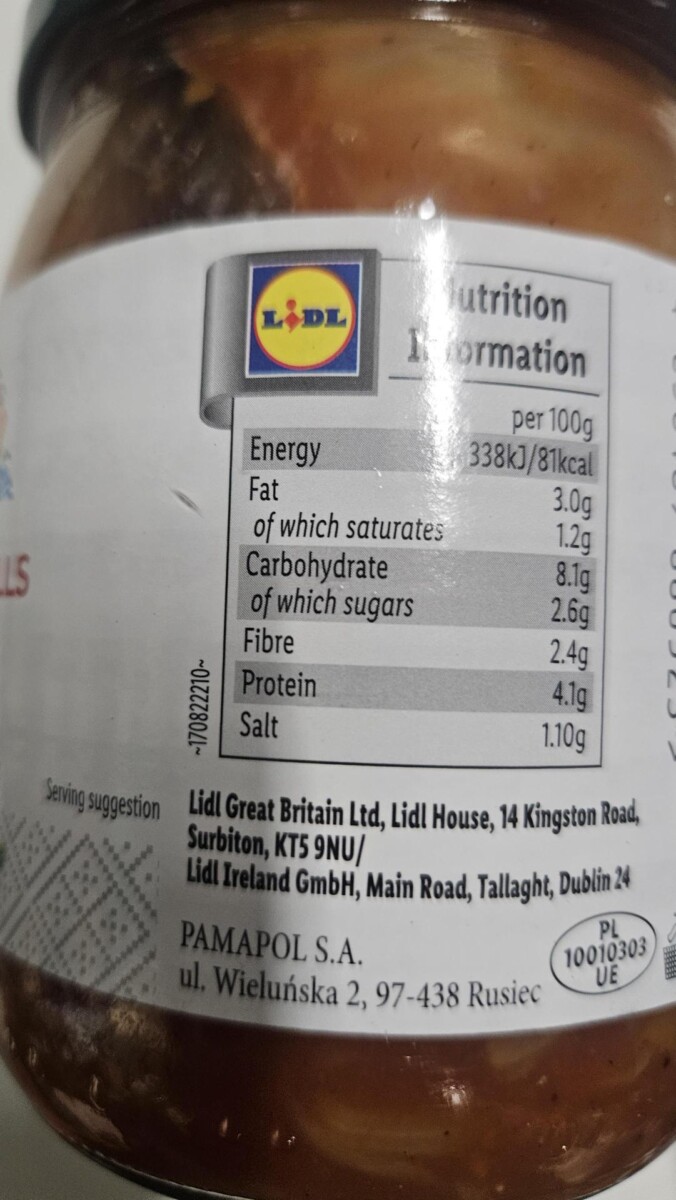 LIDL
utrition
ormation
per 100g
Energy 338kJ/81kcal
Fat 3.0g
of which saturates 1.2g
Carbohydrate 8.1g
of which sugars 2.6g
Fibre 2.4g
Protein 4.1g
Salt 1.10g
~170822210~
LLS
Serving suggestion
Lidl Great Britain Ltd, Lidl House, 14 Kingston Road,
Surbiton, KT5 9NU/
Lidl Ireland GmbH, Main Road, Tallaght, Dublin 24
PAMAPOL S.A.
ul. Wieluńska 2, 97-438 Rusiec
PL
10010303
UE